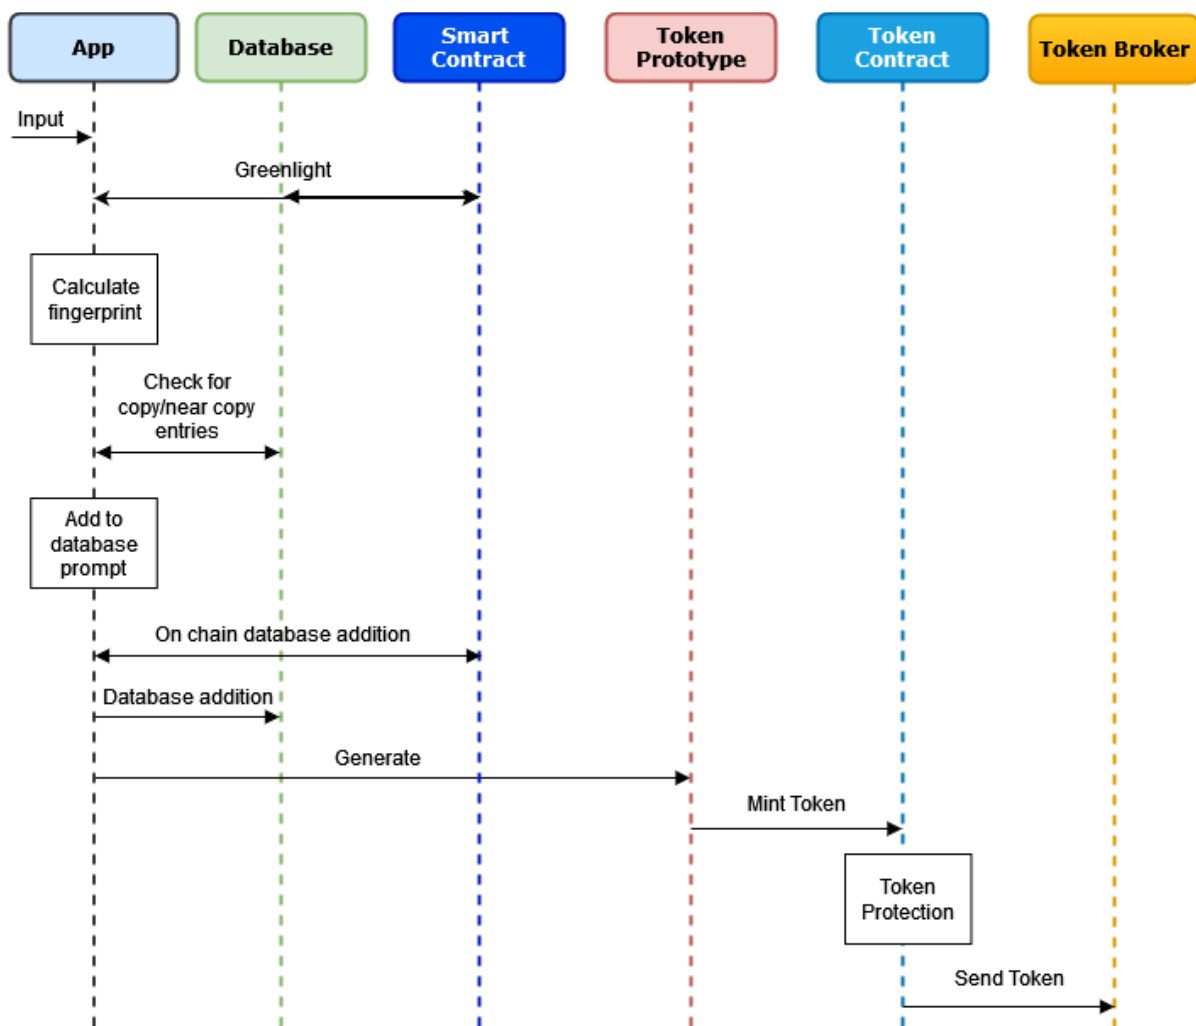 App
Database
Smart
Contract
Token
Prototype
Token
Contract
Token Broker
Input
Greenlight
Calculate
fingerprint
Check for
copy/near copy
entries
Add to
database
prompt
On chain database addition
Database addition
Generate
Mint Token
Token
Protection
Send Token